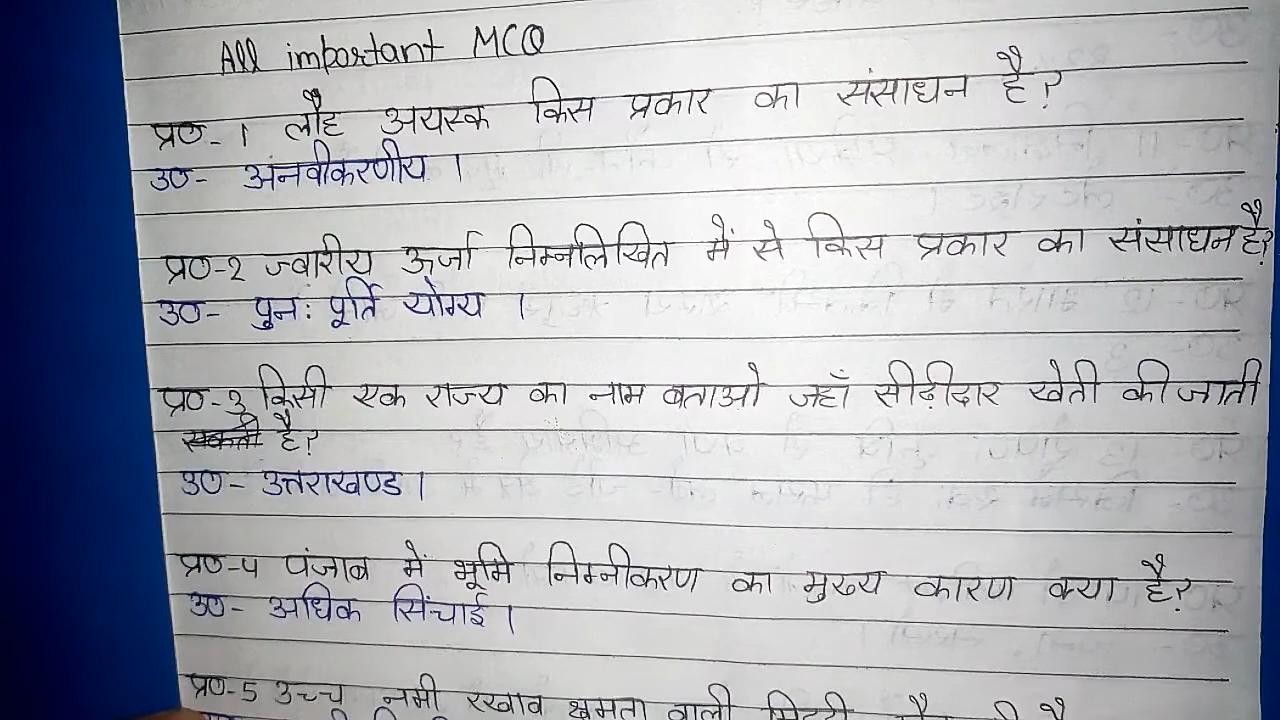 All important MCQ
प्र०-1 लौह अयस्क किस प्रकार का संसाधन है?
उ०- अनवीकरणीय ।
प्र०-2 ज्वारीय ऊर्जा निम्नलिखित में से किस प्रकार का संसाधन है?
उ०- पुनः पूर्ति योग्य ।
प्र०-3 किसी एक राज्य का नाम बताओ जहाँ सीढ़ीदार खेती की जाती
है?
उ०- उत्तराखण्ड।
प्र०-4 पंजाब में भूमि निम्नीकरण का मुख्य कारण क्या है?
उ०- अधिक सिंचाई।
प्र०-5 उच्च नमी रखाव क्षमता वाली मिट्टी